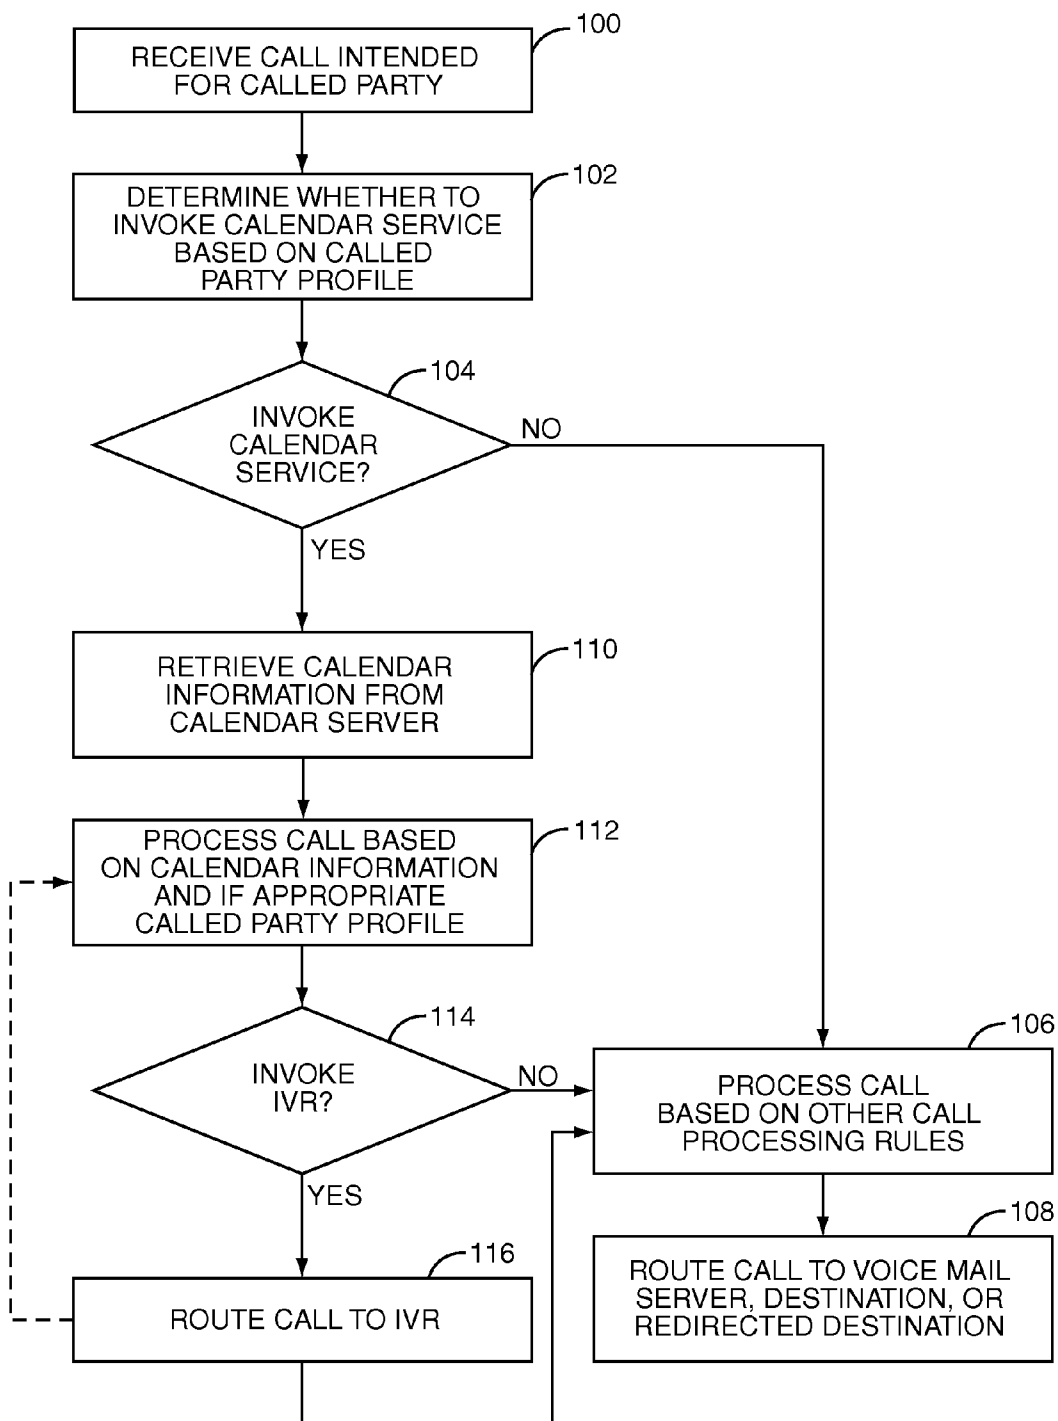 100
RECEIVE CALL INTENDED
FOR CALLED PARTY
102
DETERMINE WHETHER TO
INVOKE CALENDAR SERVICE
BASED ON CALLED
PARTY PROFILE
104
INVOKE
CALENDAR
SERVICE?
NO
YES
110
RETRIEVE CALENDAR
INFORMATION FROM
CALENDAR SERVER
112
PROCESS CALL BASED
ON CALENDAR INFORMATION
AND IF APPROPRIATE
CALLED PARTY PROFILE
114
INVOKE
IVR?
NO
YES
106
PROCESS CALL
BASED ON OTHER CALL
PROCESSING RULES
108
ROUTE CALL TO VOICE MAIL
SERVER, DESTINATION, OR
REDIRECTED DESTINATION
116
ROUTE CALL TO IVR